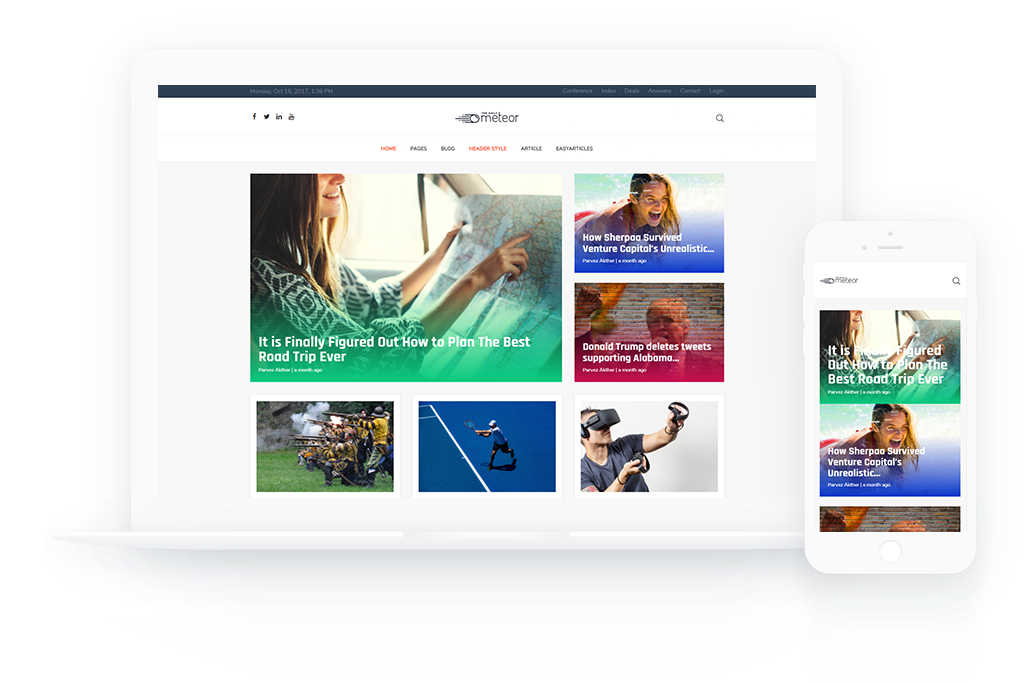 Monday, Oct 16, 2017, 1:36 PM
Conference Index Deals Answers Contact Login
THE DAILY
meteor
HOME PAGES BLOG HEADER STYLE ARTICLE EASYARTICLES
It is Finally Figured Out How to Plan The Best
Road Trip Ever
Parvez Akther | a month ago
How Sherpaa Survived
Venture Capital's Unrealistic...
Parvez Akther | a month ago
Donald Trump deletes tweets
supporting Alabama...
Parvez Akther | a month ago
meteor
It is Finally Figured
Out How to Plan The
Best Road Trip Ever
Parvez Akther | a month ago
How Sherpaa Survived
Venture Capital's
Unrealistic...
Parvez Akther | a month ago